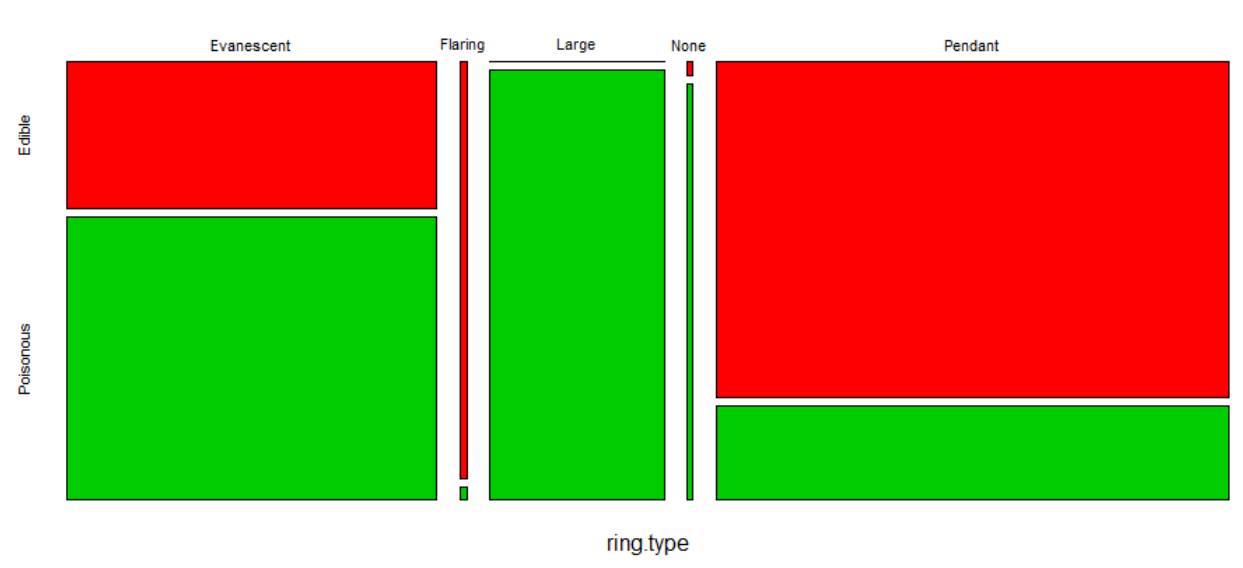 Evanescent
Flaring
Large
None
Pendant
Edible
Poisonous
ring.type